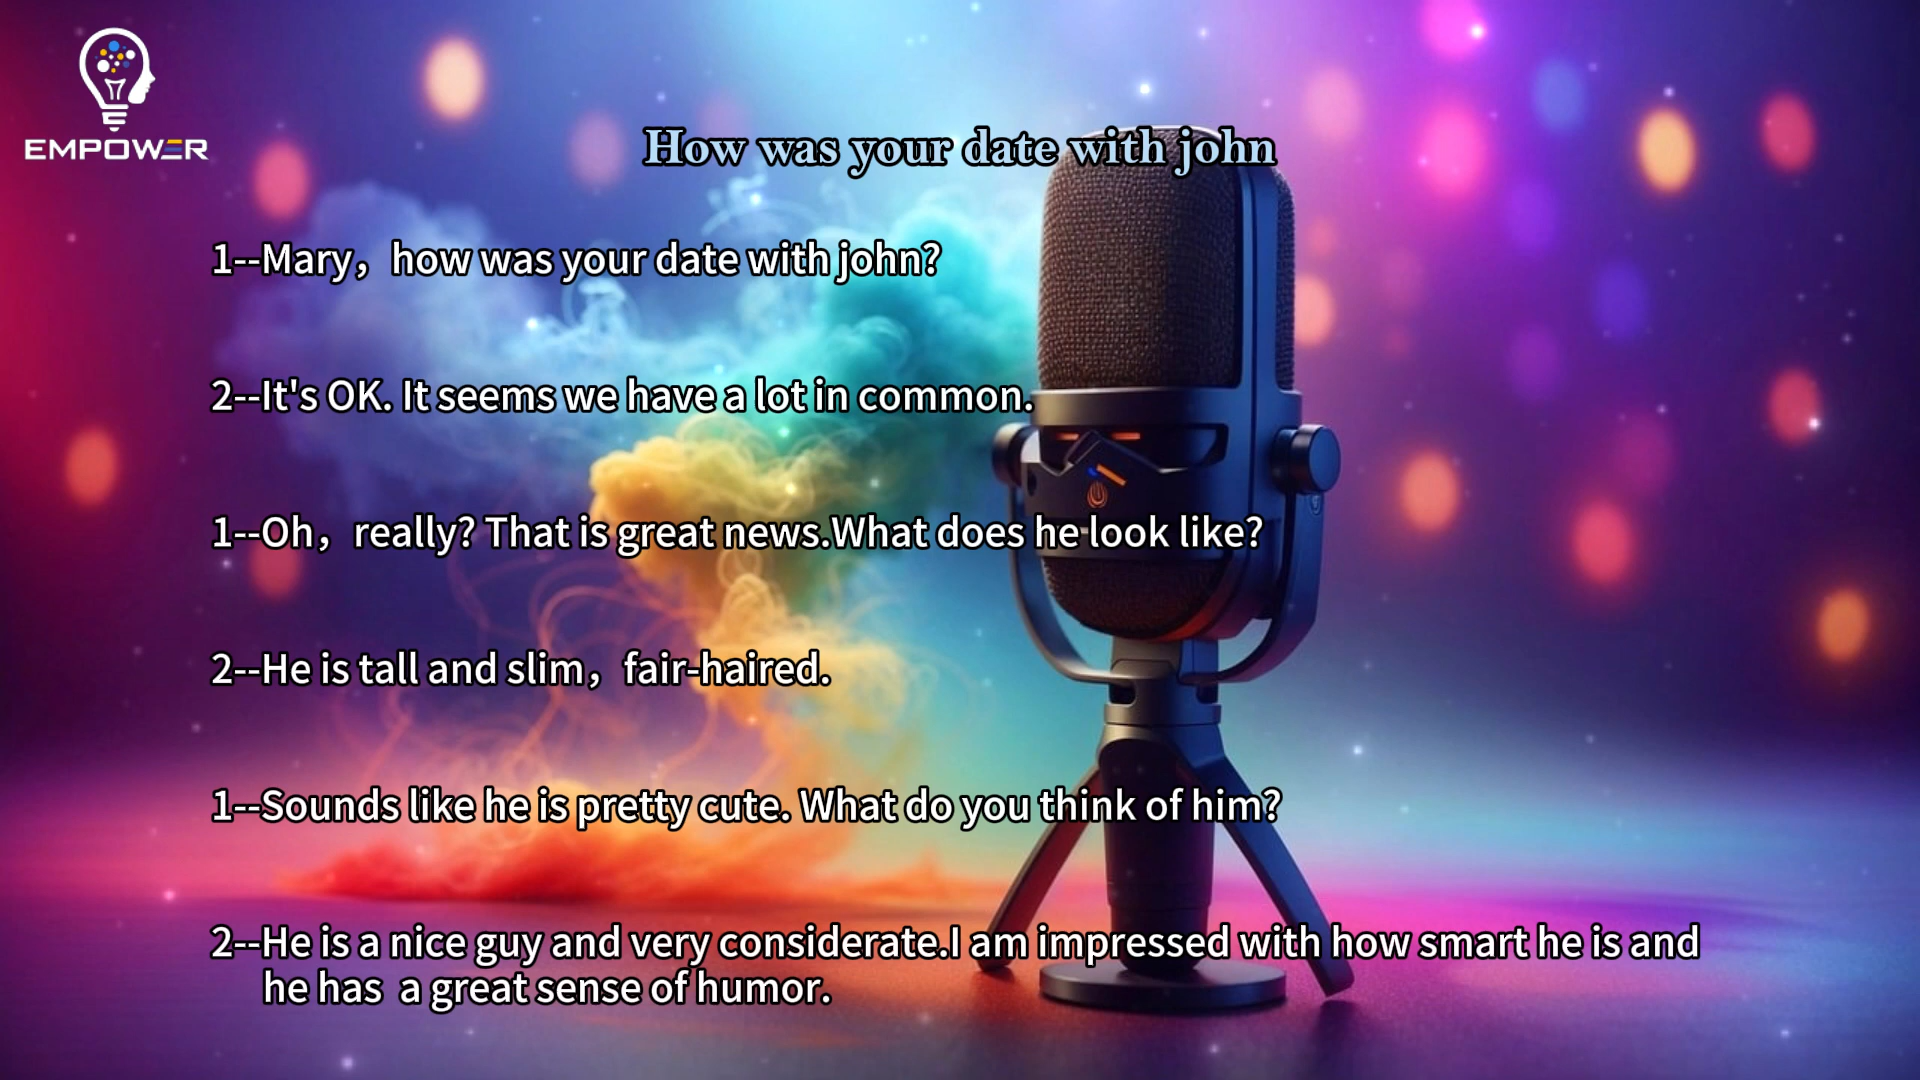 EMPOWER
How was your date with john
1--Mary，how was your date with john?
2--It's OK. It seems we have a lot in common.
1--Oh，really? That is great news.What does he look like?
2--He is tall and slim，fair-haired.
1--Sounds like he is pretty cute. What do you think of him?
2--He is a nice guy and very considerate.I am impressed with how smart he is and
he has  a great sense of humor.